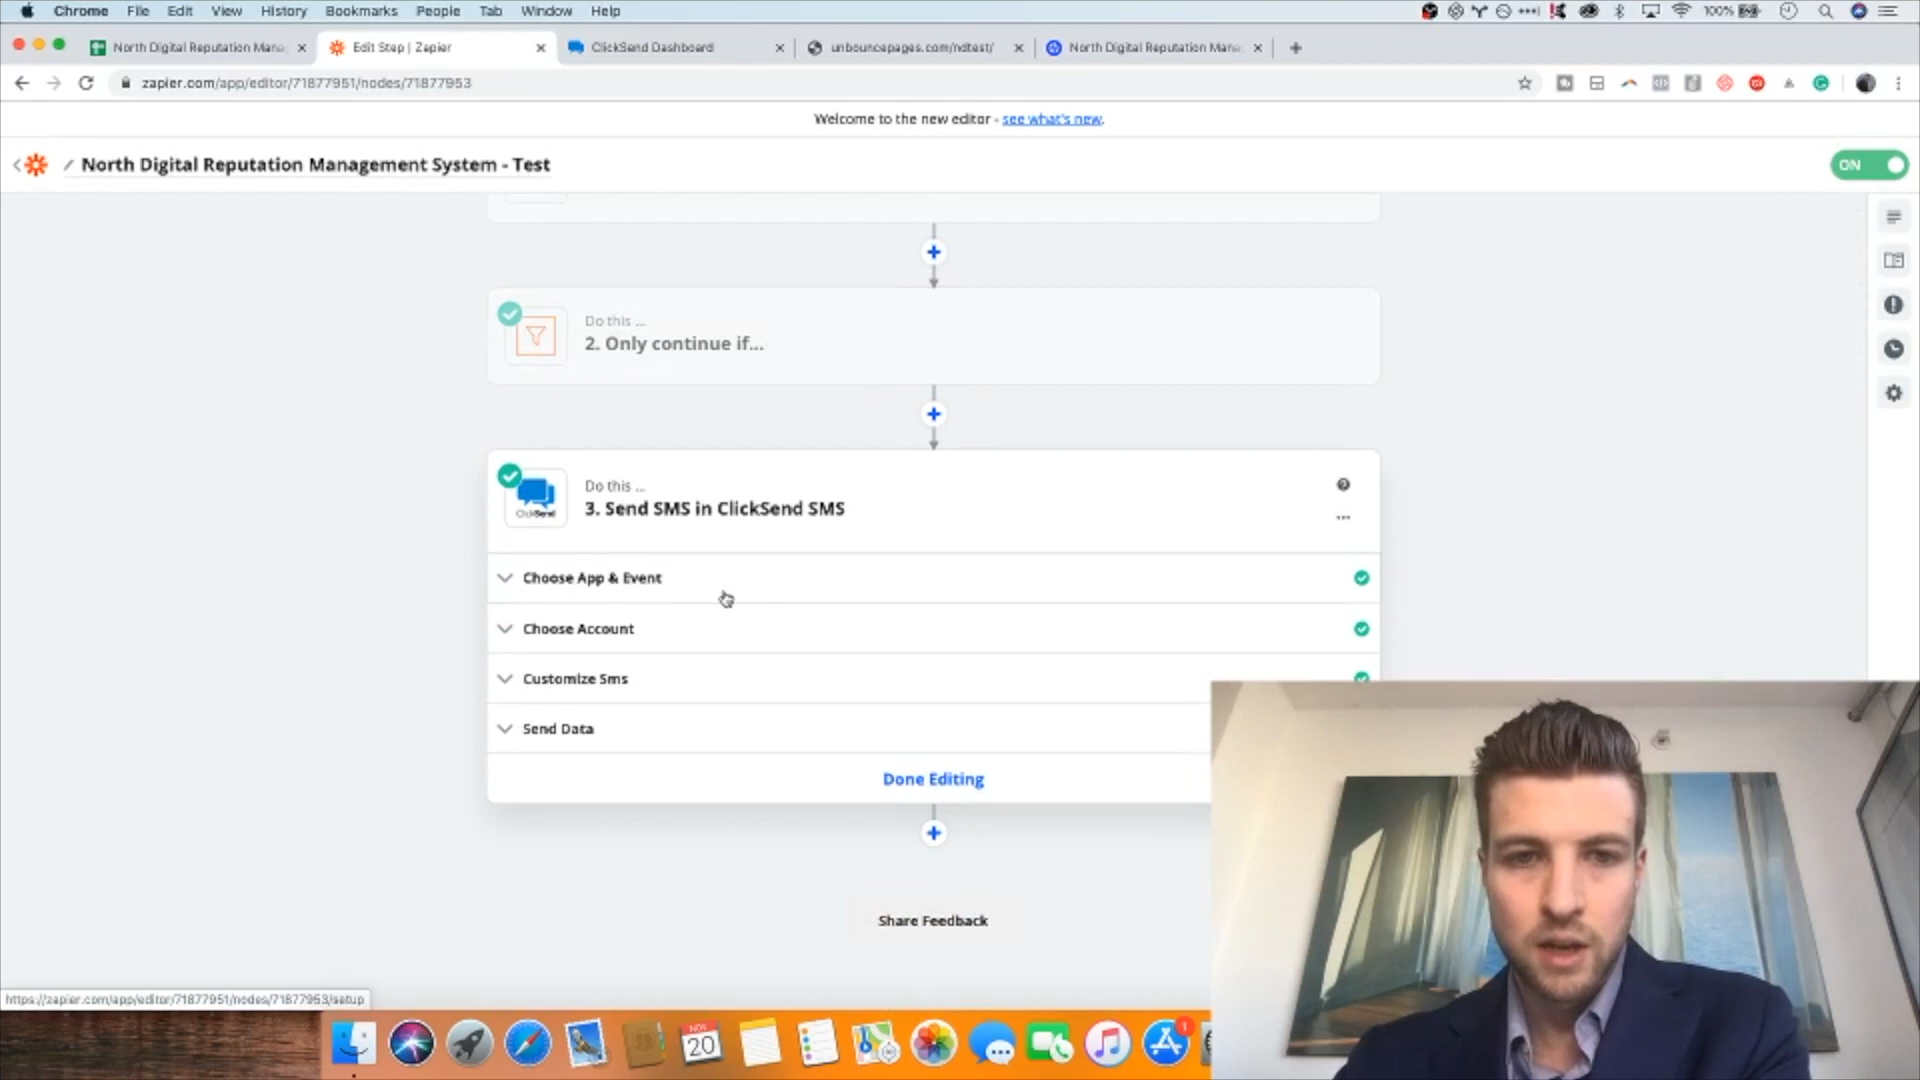 Chrome File Edit View History Bookmarks People Tab Window Help 100%
North Digital Reputation Mana
Edit Step | Zapier
ClickSend Dashboard
unbouncepages.com/ndtest/
North Digital Reputation Mana
zapier.com/app/editor/71877951/nodes/71877953
Welcome to the new editor - see what's new.
North Digital Reputation Management System - Test
ON
Do this ...
2. Only continue if...
Do this ...
3. Send SMS in ClickSend SMS
ClickSend
Choose App & Event
Choose Account
Customize Sms
Send Data
Done Editing
Share Feedback
https://zapier.com/app/editor/71877951/nodes/71877953/setup
NOV
20
1